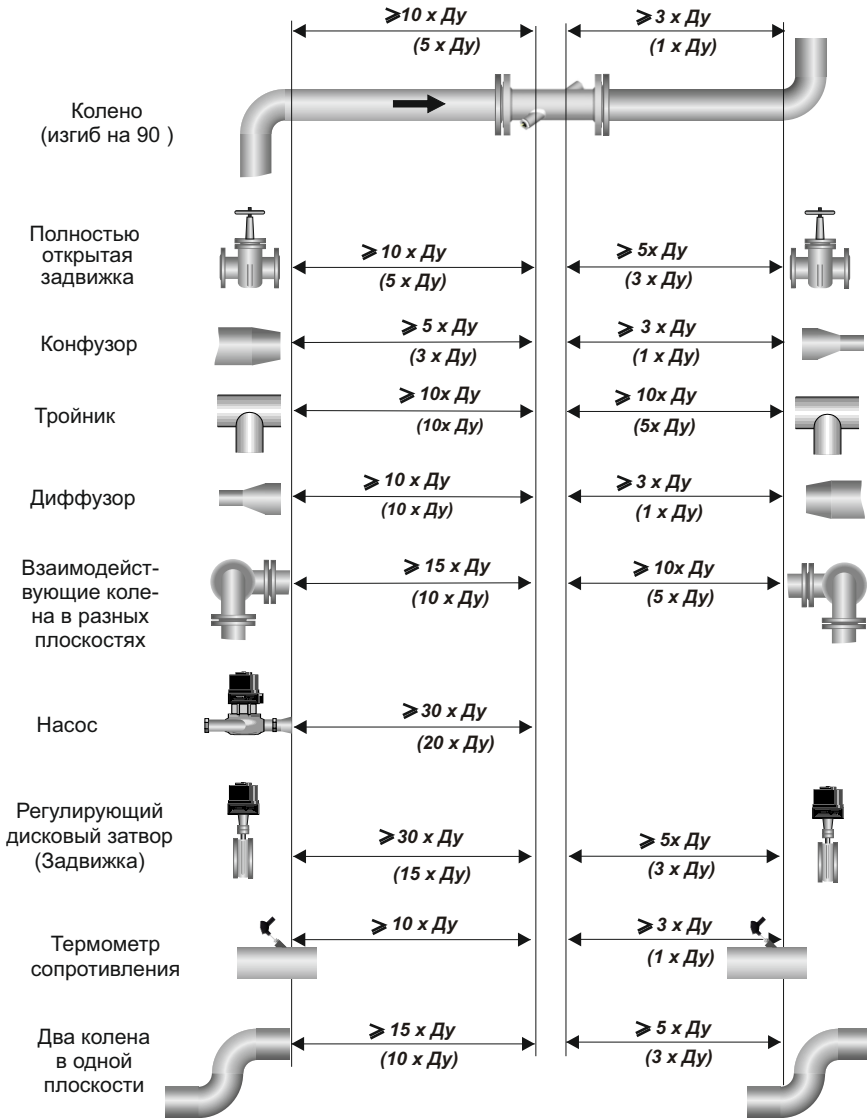 ⩾10 x Ду
(5 x Ду)
⩾3 x Ду
(1 x Ду)
Колено
(изгиб на 90 )
Полностью
открытая
задвижка
⩾10 x Ду
(5 x Ду)
⩾5x Ду
(3 x Ду)
Конфузор
⩾5 x Ду
(3 x Ду)
⩾ 3 x Ду
(1 x Ду)
Тройник
⩾10x Ду
(10x Ду)
⩾10x Ду
(5x Ду)
Диффузор
⩾10 x Ду
(10 x Ду)
⩾3 x Ду
(1 x Ду)
Взаимодейст-
вующие коле-
на в разных
плоскостях
⩾ 15 x Ду
(10 x Ду)
⩾10x Ду
(5 x Ду)
Насос
⩾30 x Ду
(20 x Ду)
Регулирующий
дисковый затвор
(Задвижка)
⩾30 x Ду
(15 x Ду)
⩾5x Ду
(3 x Ду)
Термометр
сопротивления
⩾ 10 x Ду
⩾3 x Ду
(1 x Ду)
Два колена
в одной
плоскости
⩾ 15 x Ду
(10 x Ду)
⩾ 5 x Ду
(3 x Ду)